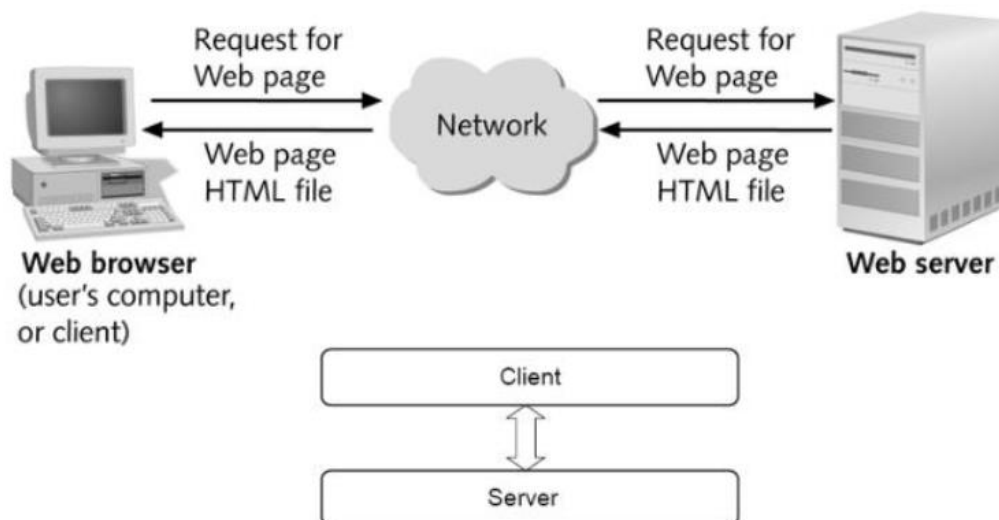 Request for
Web page
Request for
Web page
Network
Web page
HTML file
Web page
HTML file
Web browser
(user's computer,
or client)
Web server
Client
Server